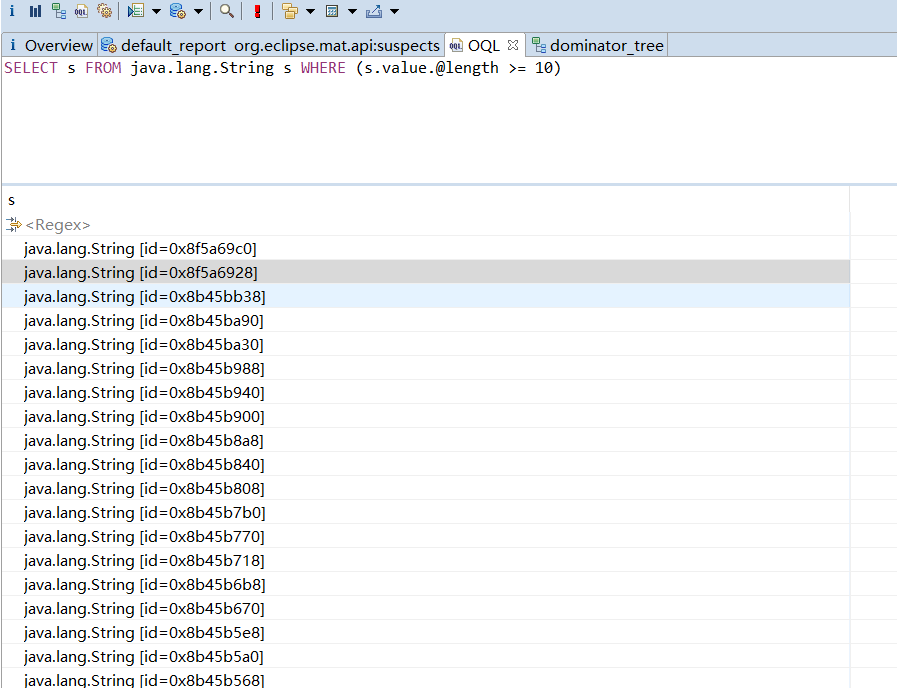 i Overview default_report org.eclipse.mat.api:suspects OQL dominator_tree
SELECT s FROM java.lang.String s WHERE (s.value.@length >= 10)
s
<Regex>
java.lang.String [id=0x8f5a69c0]
java.lang.String [id=0x8f5a6928]
java.lang.String [id=0x8b45bb38]
java.lang.String [id=0x8b45ba90]
java.lang.String [id=0x8b45ba30]
java.lang.String [id=0x8b45b988]
java.lang.String [id=0x8b45b940]
java.lang.String [id=0x8b45b900]
java.lang.String [id=0x8b45b8a8]
java.lang.String [id=0x8b45b840]
java.lang.String [id=0x8b45b808]
java.lang.String [id=0x8b45b7b0]
java.lang.String [id=0x8b45b770]
java.lang.String [id=0x8b45b718]
java.lang.String [id=0x8b45b6b8]
java.lang.String [id=0x8b45b670]
java.lang.String [id=0x8b45b5e8]
java.lang.String [id=0x8b45b5a0]
java.lang.String [id=0x8b45b568]